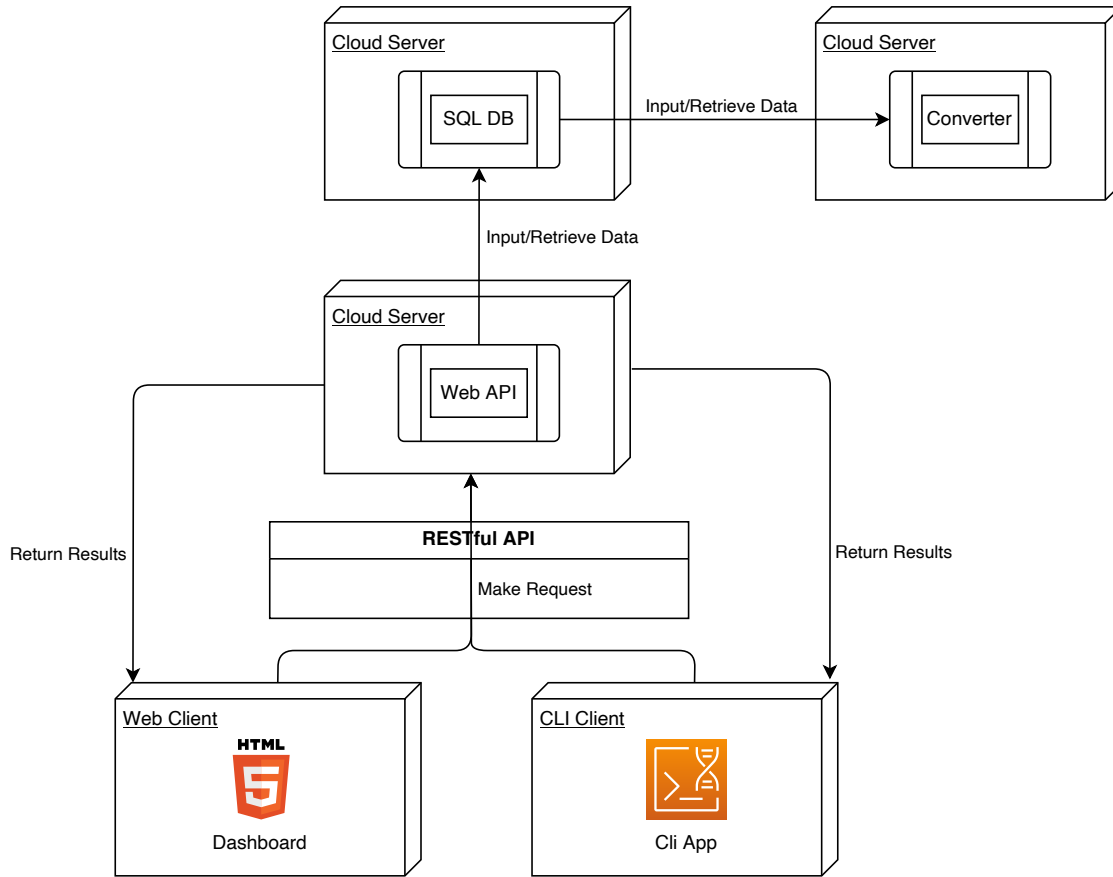 Cloud Server
SQL DB
Input/Retrieve Data
Cloud Server
Converter
Input/Retrieve Data
Cloud Server
Web API
Return Results
RESTful API
Make Request
Return Results
Web Client
HTML
5
Dashboard
CLI Client
Cli App